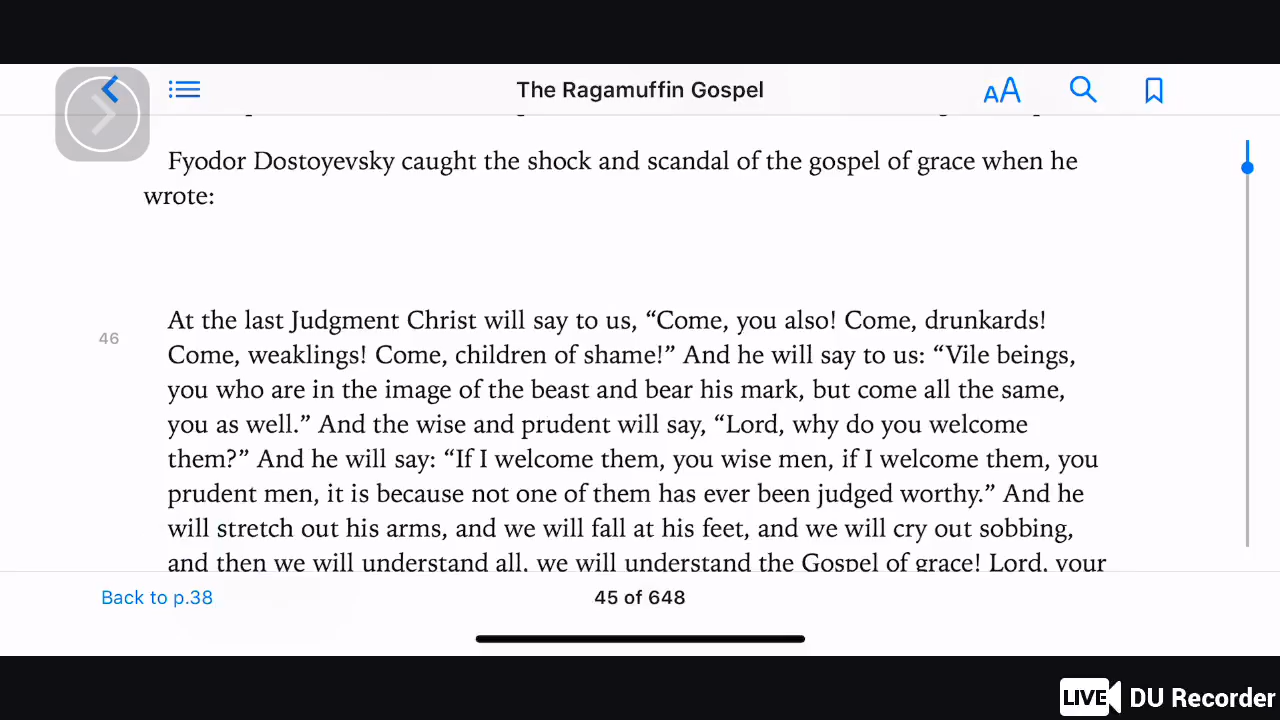 The Ragamuffin Gospel
AA
Fyodor Dostoyevsky caught the shock and scandal of the gospel of grace when he
wrote:
46
At the last Judgment Christ will say to us, “Come, you also! Come, drunkards!
Come, weaklings! Come, children of shame!” And he will say to us: “Vile beings,
you who are in the image of the beast and bear his mark, but come all the same,
you as well.” And the wise and prudent will say, “Lord, why do you welcome
them?” And he will say: “If I welcome them, you wise men, if I welcome them, you
prudent men, it is because not one of them has ever been judged worthy.” And he
will stretch out his arms, and we will fall at his feet, and we will cry out sobbing,
and then we will understand all, we will understand the Gospel of grace! Lord, your
Back to p.38
45 of 648
LIVE DU Recorder